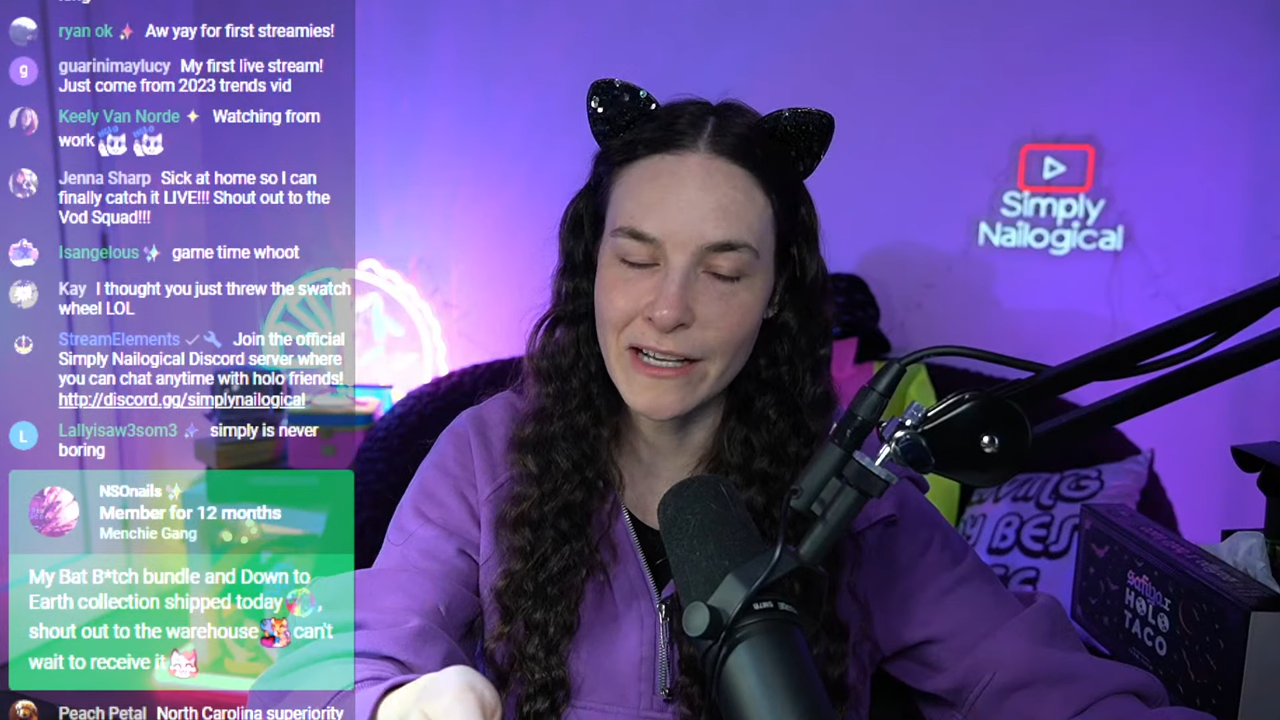 ryan ok Aw yay for first streamies!
g
guarinimaylucy My first live stream!
Just come from 2023 trends vid
Keely Van Norde Watching from
work
Jenna Sharp Sick at home so I can
finally catch it LIVE!!! Shout out to the
Vod Squad!!!
Isangelous game time whoot
Kay I thought you just threw the swatch
wheel LOL
StreamElements Join the official
Simply Nailogical Discord server where
you can chat anytime with holo friends!
http://discord.gg/simplynailogical
L
Lallyisaw3som3 simply is never
boring
NSOnails
Member for 12 months
Menchie Gang
My Bat B*tch bundle and Down to
Earth collection shipped today ,
shout out to the warehouse can't
wait to receive it
Peach Petal North Carolina superiority
Simply
Nailogical
BES
HOLO
TACO